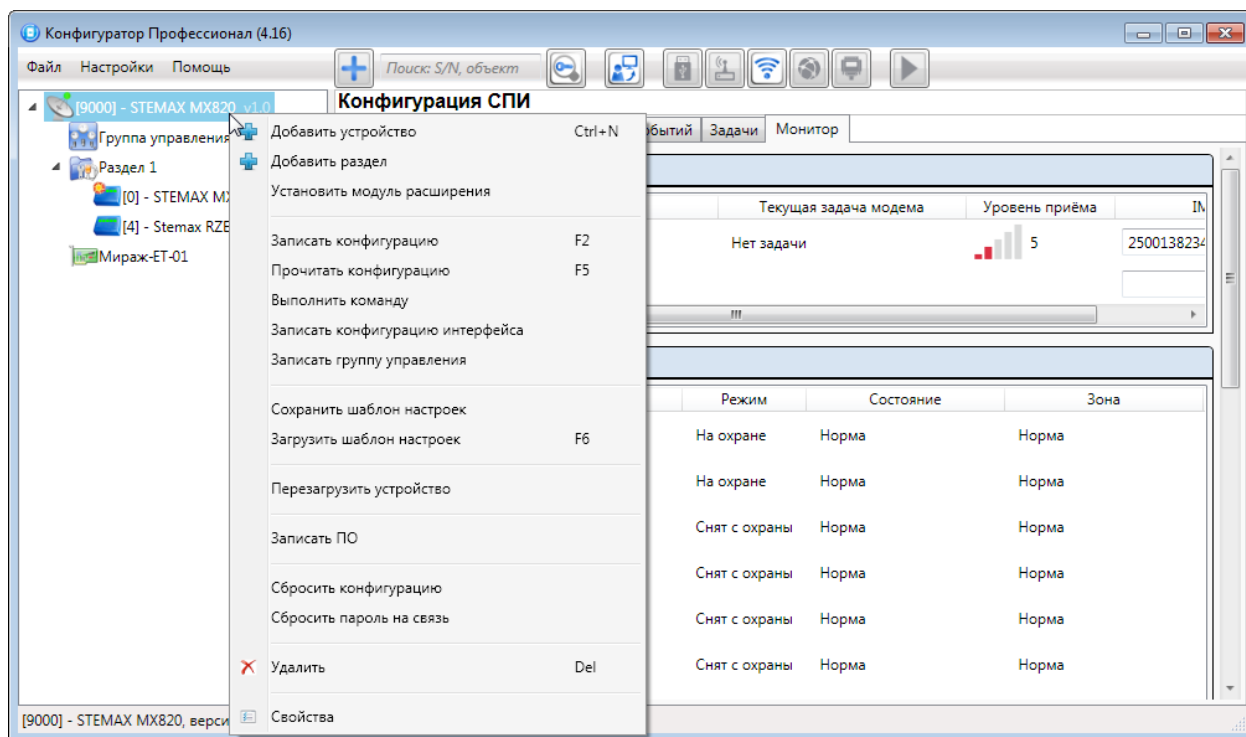 Конфигуратор Профессионал (4.16)
Файл Настройки Помощь
Поиск: S/N, объект
[9000] - STEMAX MX820 v1.0
Конфигурация СПИ
Группа управления
Раздел 1
[0] - STEMAX
[4] - Stemax
Мираж-ET-01
Добавить устройство Ctrl+N
Добавить раздел
Установить модуль расширения
Записать конфигурацию F2
Прочитать конфигурацию F5
Выполнить команду
Записать конфигурацию интерфейса
Записать группу управления
Сохранить шаблон настроек
Загрузить шаблон настроек F6
Перезагрузить устройство
Записать ПО
Сбросить конфигурацию
Сбросить пароль на связь
Удалить Del
Свойства
Задачи Монитор
Текущая задача модема Уровень приёма
Нет задачи 5 2500138234
Режим Состояние Зона
На охране Норма Норма
На охране Норма Норма
Снят с охраны Норма Норма
Снят с охраны Норма Норма
Снят с охраны Норма Норма
Снят с охраны Норма Норма
[9000] - STEMAX MX820,